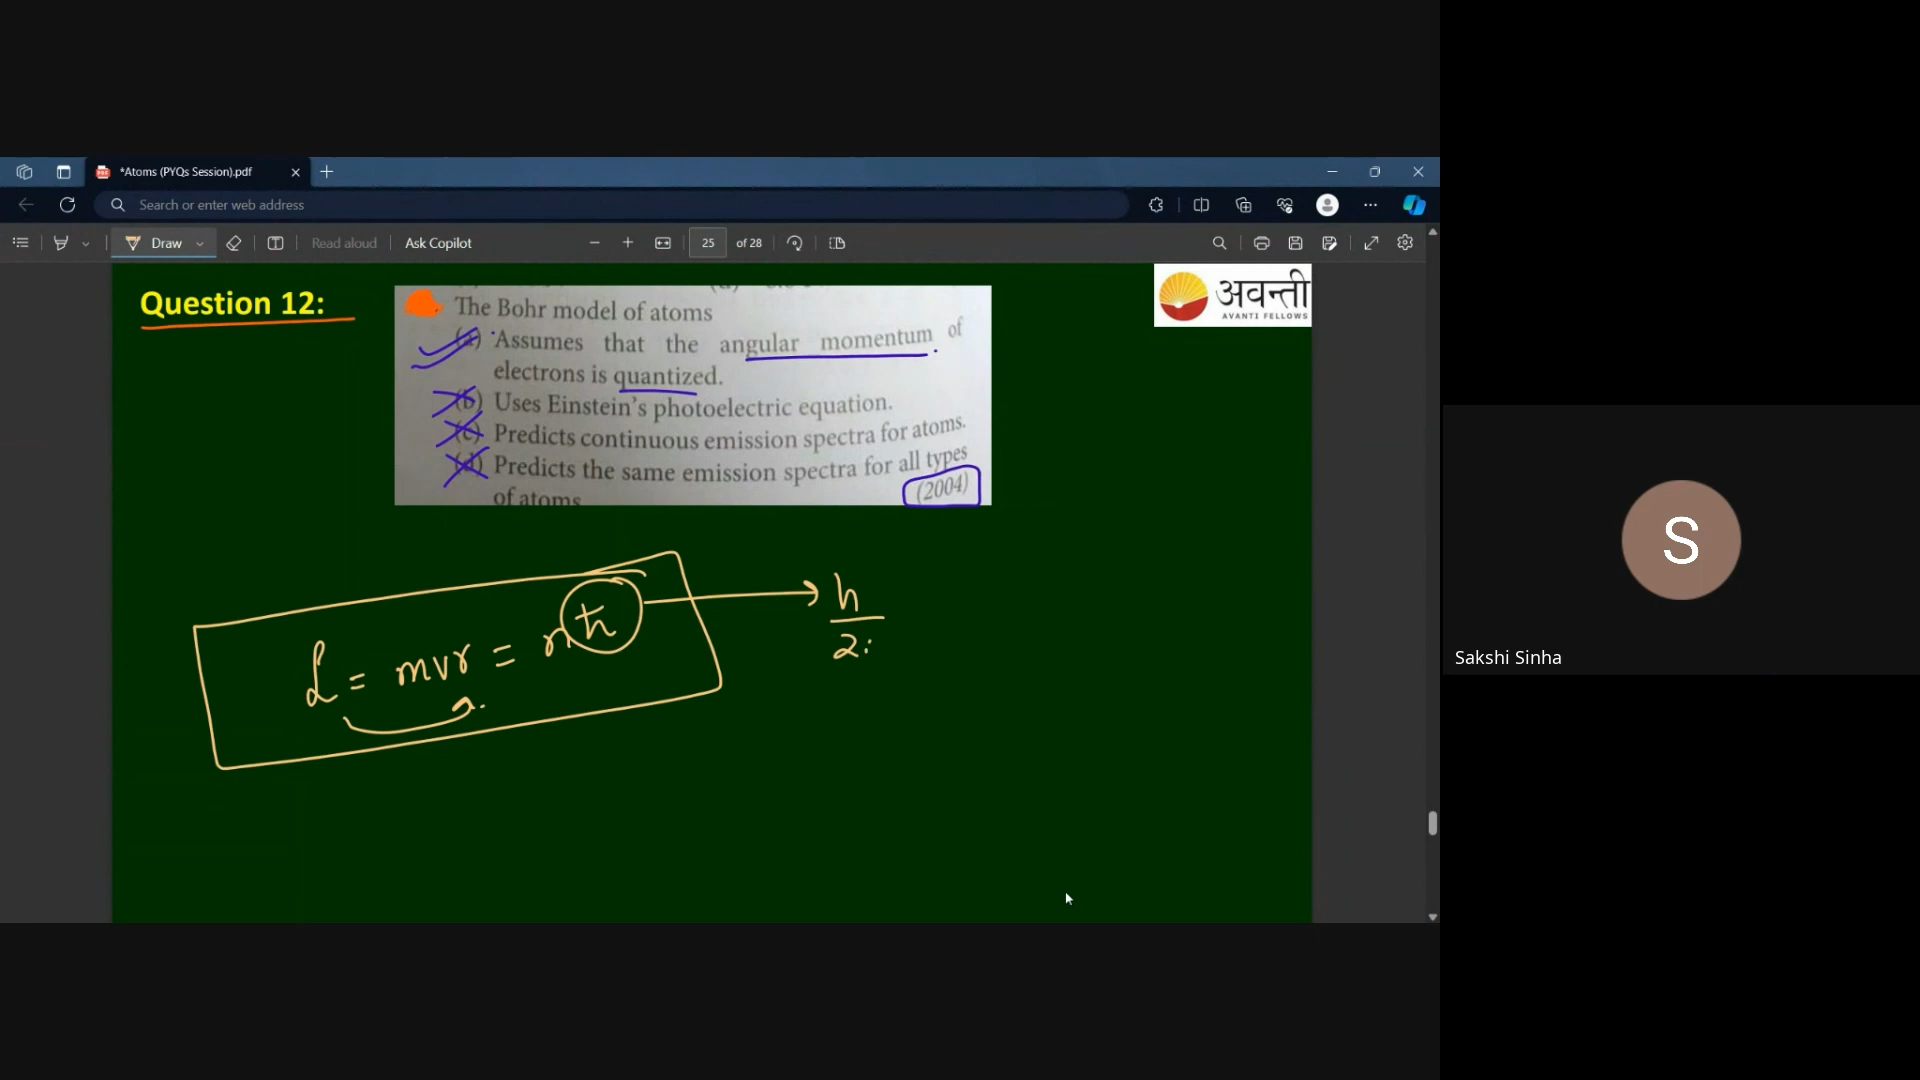 *Atoms (PYQs Session).pdf
Search or enter web address
Draw
Read aloud
Ask Copilot
25
of 28
Question 12:
The Bohr model of atoms
(a) Assumes that the angular momentum of
electrons is quantized.
(b) Uses Einstein's photoelectric equation.
(c) Predicts continuous emission spectra for atoms.
(d) Predicts the same emission spectra for all types
of atoms
(2004)
अवन्ती
AVANTI FELLOWS
L = mvr = nħ
h
2
S
Sakshi Sinha